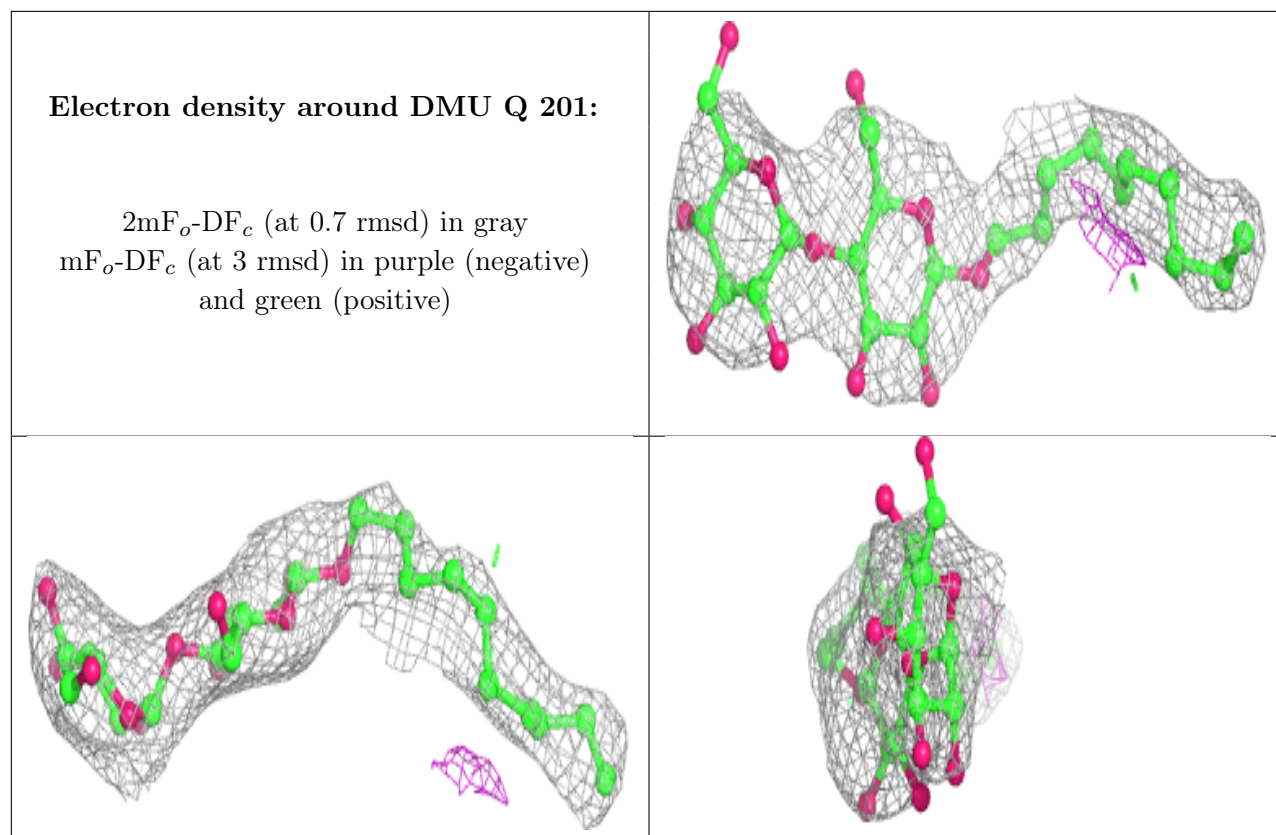 Electron density around DMU Q 201:
2mFₒ-DF𝒸 (at 0.7 rmsd) in gray
mFₒ-DF𝒸 (at 3 rmsd) in purple (negative)
and green (positive)